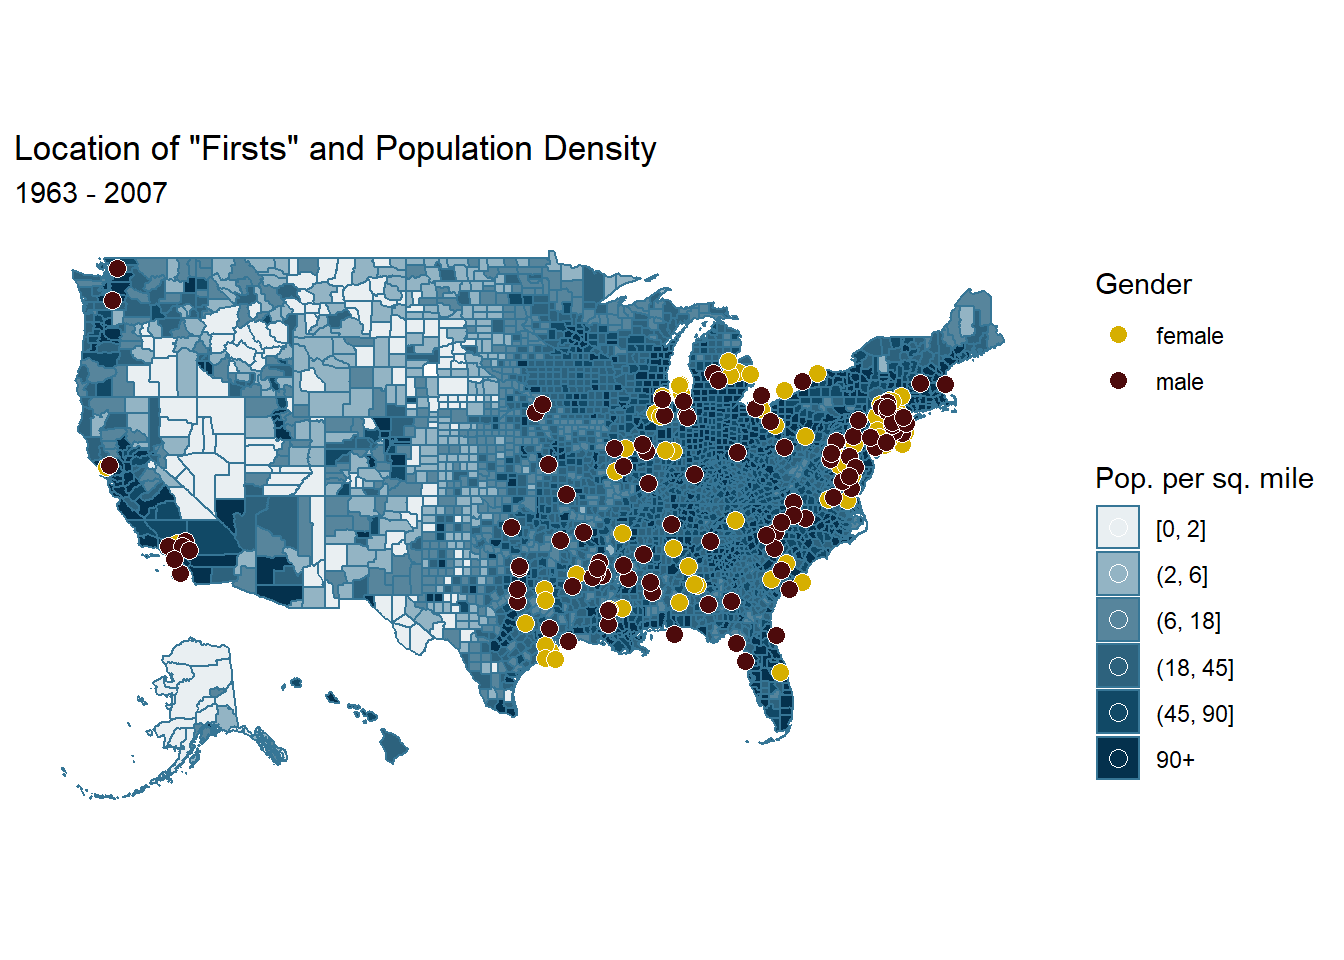 Location of "Firsts" and Population Density
1963 - 2007
Gender
female
male
Pop. per sq. mile
[0, 2]
(2, 6]
(6, 18]
(18, 45]
(45, 90]
90+